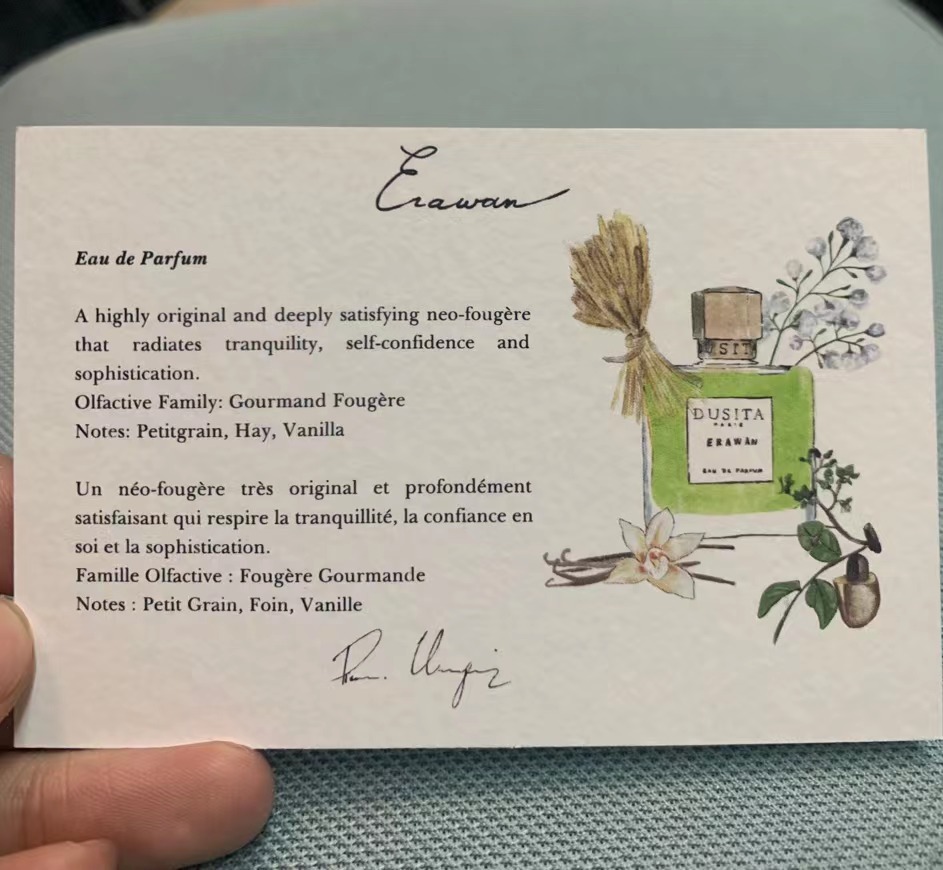 Erawan
Eau de Parfum
A highly original and deeply satisfying neo-fougère
that radiates tranquility, self-confidence and
sophistication.
Olfactive Family: Gourmand Fougère
Notes: Petitgrain, Hay, Vanilla
Un néo-fougère très original et profondément
satisfaisant qui respire la tranquillité, la confiance en
soi et la sophistication.
Famille Olfactive : Fougère Gourmande
Notes : Petit Grain, Foin, Vanille
DUSITA
PARIS
ERAWAN
EAU DE PARFUM